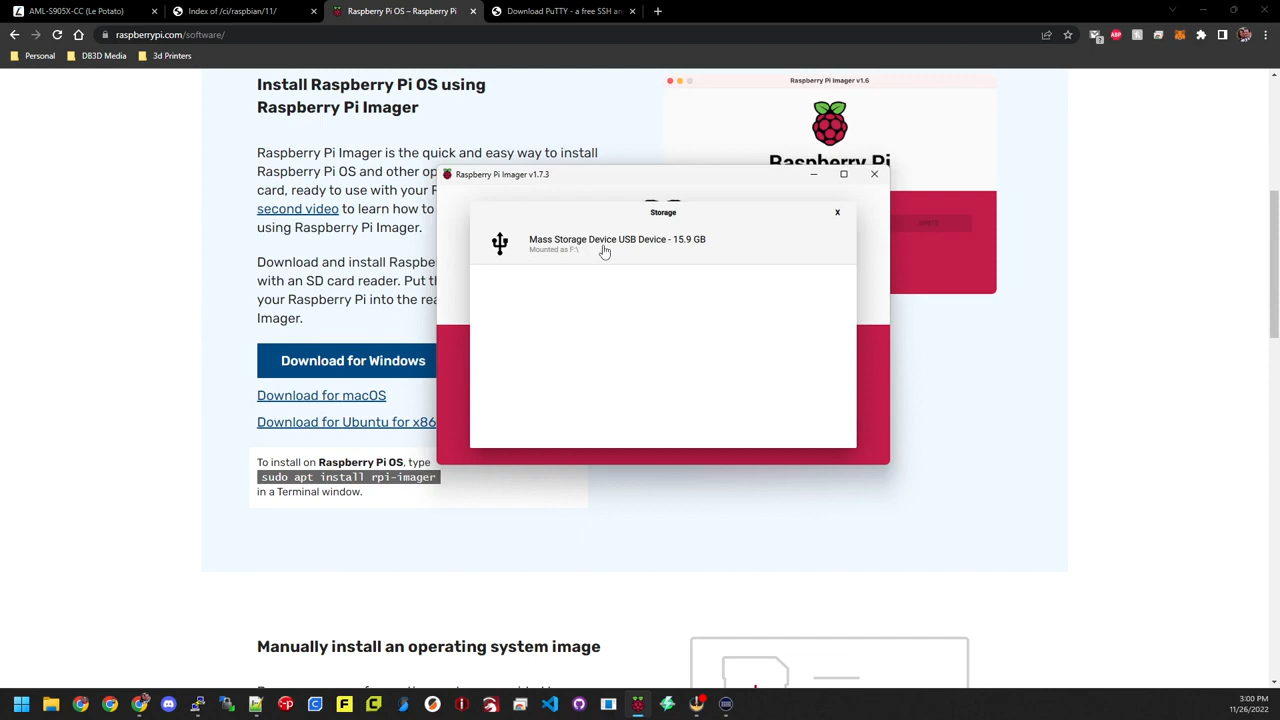 AML-S905X-CC (Le Potato)
Index of /ci/raspbian/11/
Raspberry Pi OS – Raspberry Pi
Download PuTTY - a free SSH an
raspberrypi.com/software/
Personal
DB3D Media
3d Printers
Install Raspberry Pi OS using
Raspberry Pi Imager
Raspberry Pi Imager is the quick and easy way to install
Raspberry Pi OS and other op
card, ready to use with your
second video to learn how to
using Raspberry Pi Imager.
Download and install Raspbe
with an SD card reader. Put th
your Raspberry Pi into the rea
Imager.
Download for Windows
Download for macOS
Download for Ubuntu for x86
To install on Raspberry Pi OS, type
sudo apt install rpi-imager
in a Terminal window.
Raspberry Pi Imager v1.6
Raspberry Pi
WRITE
Raspberry Pi Imager v1.7.3
Storage
X
Mass Storage Device USB Device - 15.9 GB
Mounted as F:\
Manually install an operating system image
3:00 PM
11/26/2022